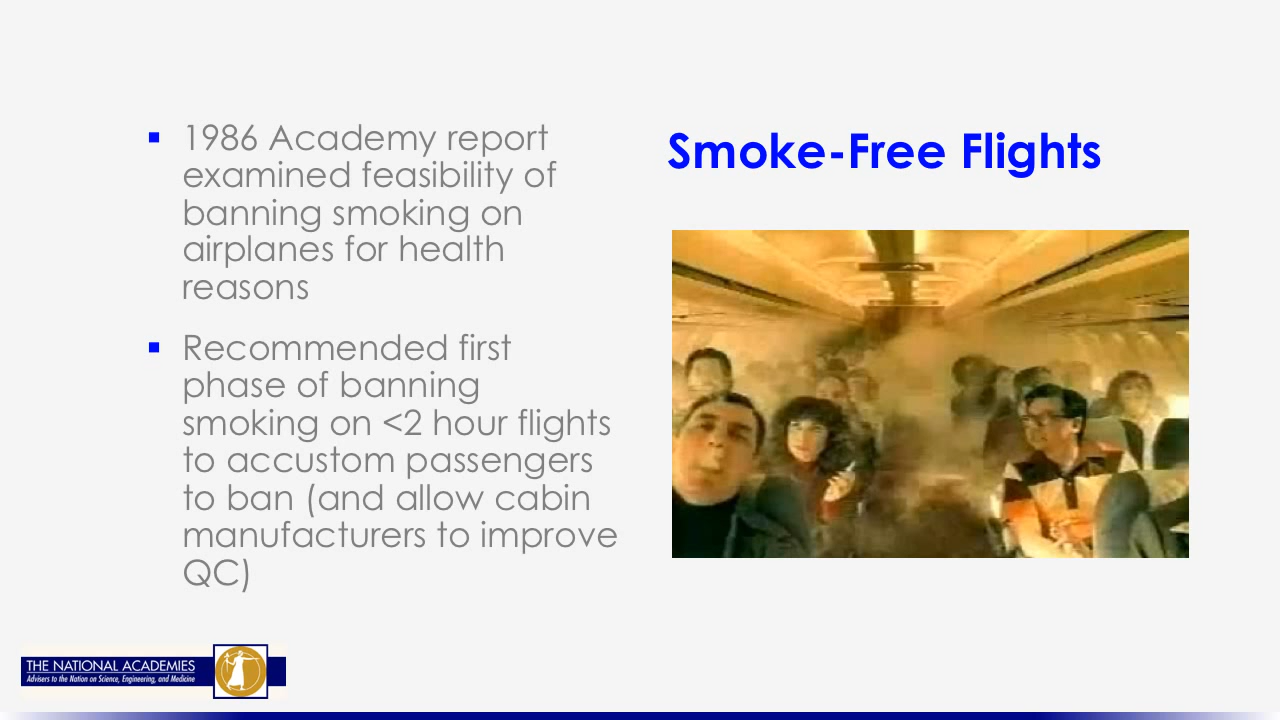 1986 Academy report
examined feasibility of
banning smoking on
airplanes for health
reasons
Recommended first
phase of banning
smoking on <2 hour flights
to accustom passengers
to ban (and allow cabin
manufacturers to improve
QC)
Smoke-Free Flights
THE NATIONAL ACADEMIES
Advisers to the Nation on Science, Engineering, and Medicine